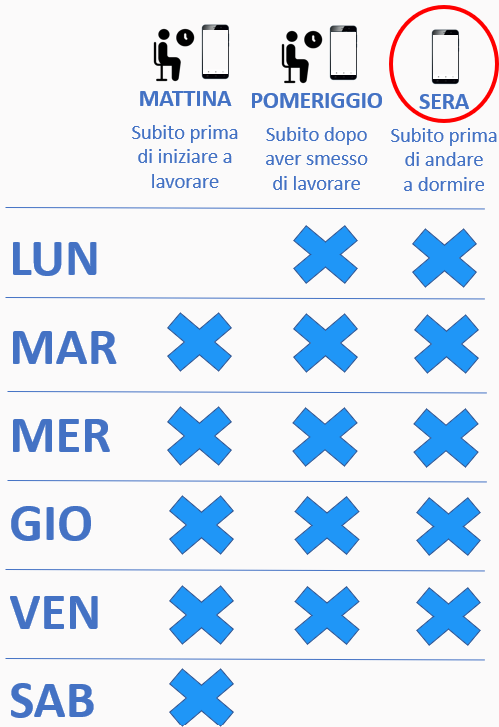 MATTINA POMERIGGIO SERA
Subito prima
di iniziare a
lavorare
Subito dopo
aver smesso
di lavorare
Subito prima
di andare
a dormire
LUN
MAR
MER
GIO
VEN
SAB